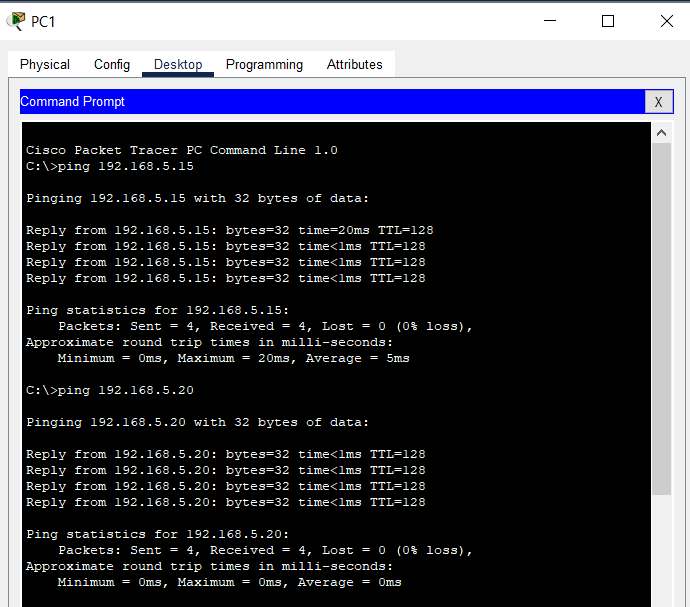 PC1
Physical Config Desktop Programming Attributes
Command Prompt X
Cisco Packet Tracer PC Command Line 1.0
C:\>ping 192.168.5.15
Pinging 192.168.5.15 with 32 bytes of data:
Reply from 192.168.5.15: bytes=32 time=20ms TTL=128
Reply from 192.168.5.15: bytes=32 time<1ms TTL=128
Reply from 192.168.5.15: bytes=32 time<1ms TTL=128
Reply from 192.168.5.15: bytes=32 time<1ms TTL=128
Ping statistics for 192.168.5.15:
    Packets: Sent = 4, Received = 4, Lost = 0 (0% loss),
Approximate round trip times in milli-seconds:
    Minimum = 0ms, Maximum = 20ms, Average = 5ms
C:\>ping 192.168.5.20
Pinging 192.168.5.20 with 32 bytes of data:
Reply from 192.168.5.20: bytes=32 time<1ms TTL=128
Reply from 192.168.5.20: bytes=32 time<1ms TTL=128
Reply from 192.168.5.20: bytes=32 time<1ms TTL=128
Reply from 192.168.5.20: bytes=32 time<1ms TTL=128
Ping statistics for 192.168.5.20:
    Packets: Sent = 4, Received = 4, Lost = 0 (0% loss),
Approximate round trip times in milli-seconds:
    Minimum = 0ms, Maximum = 0ms, Average = 0ms